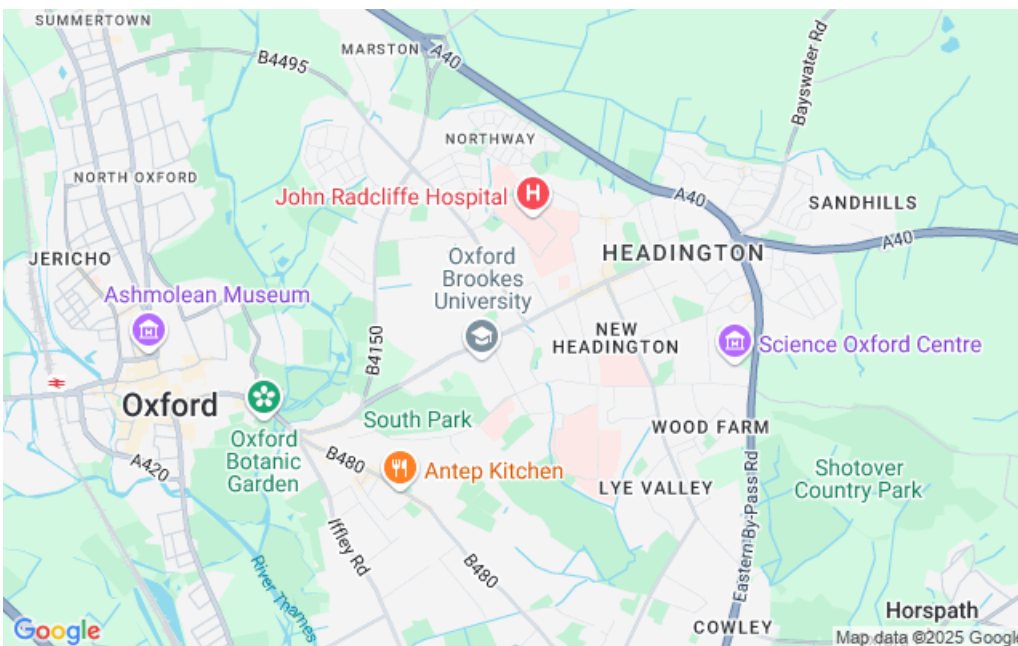 SUMMERTOWN
MARSTON
B4495
A40
Bayswater Rd
NORTHWAY
NORTH OXFORD
John Radcliffe Hospital
H
A40
SANDHILLS
JERICHO
Oxford
Brookes
University
HEADINGTON
A40
Ashmolean Museum
B4150
NEW
HEADINGTON
Science Oxford Centre
Oxford
South Park
WOOD FARM
Oxford
Botanic
Garden
B480
A420
Antep Kitchen
Shotover
Country Park
LYE VALLEY
Iffley Rd
Eastern By-Pass Rd
B480
River Thames
Horspath
COWLEY
Google
Map data ©2025 Google